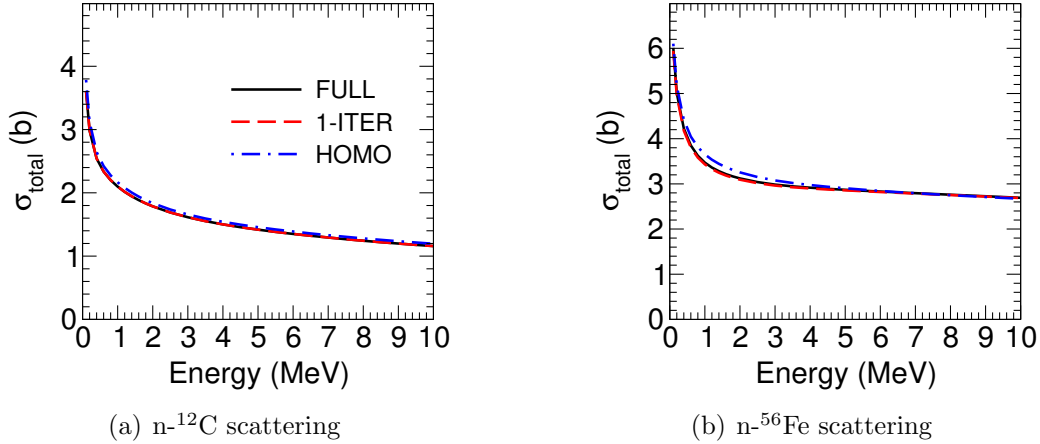 4
3
2
1
0
σtotal (b)
FULL
1-ITER
HOMO
0 1 2 3 4 5 6 7 8 9 10
Energy (MeV)
(a) n-¹²C scattering
6
5
4
3
2
1
0
σtotal (b)
0 1 2 3 4 5 6 7 8 9 10
Energy (MeV)
(b) n-⁵⁶Fe scattering